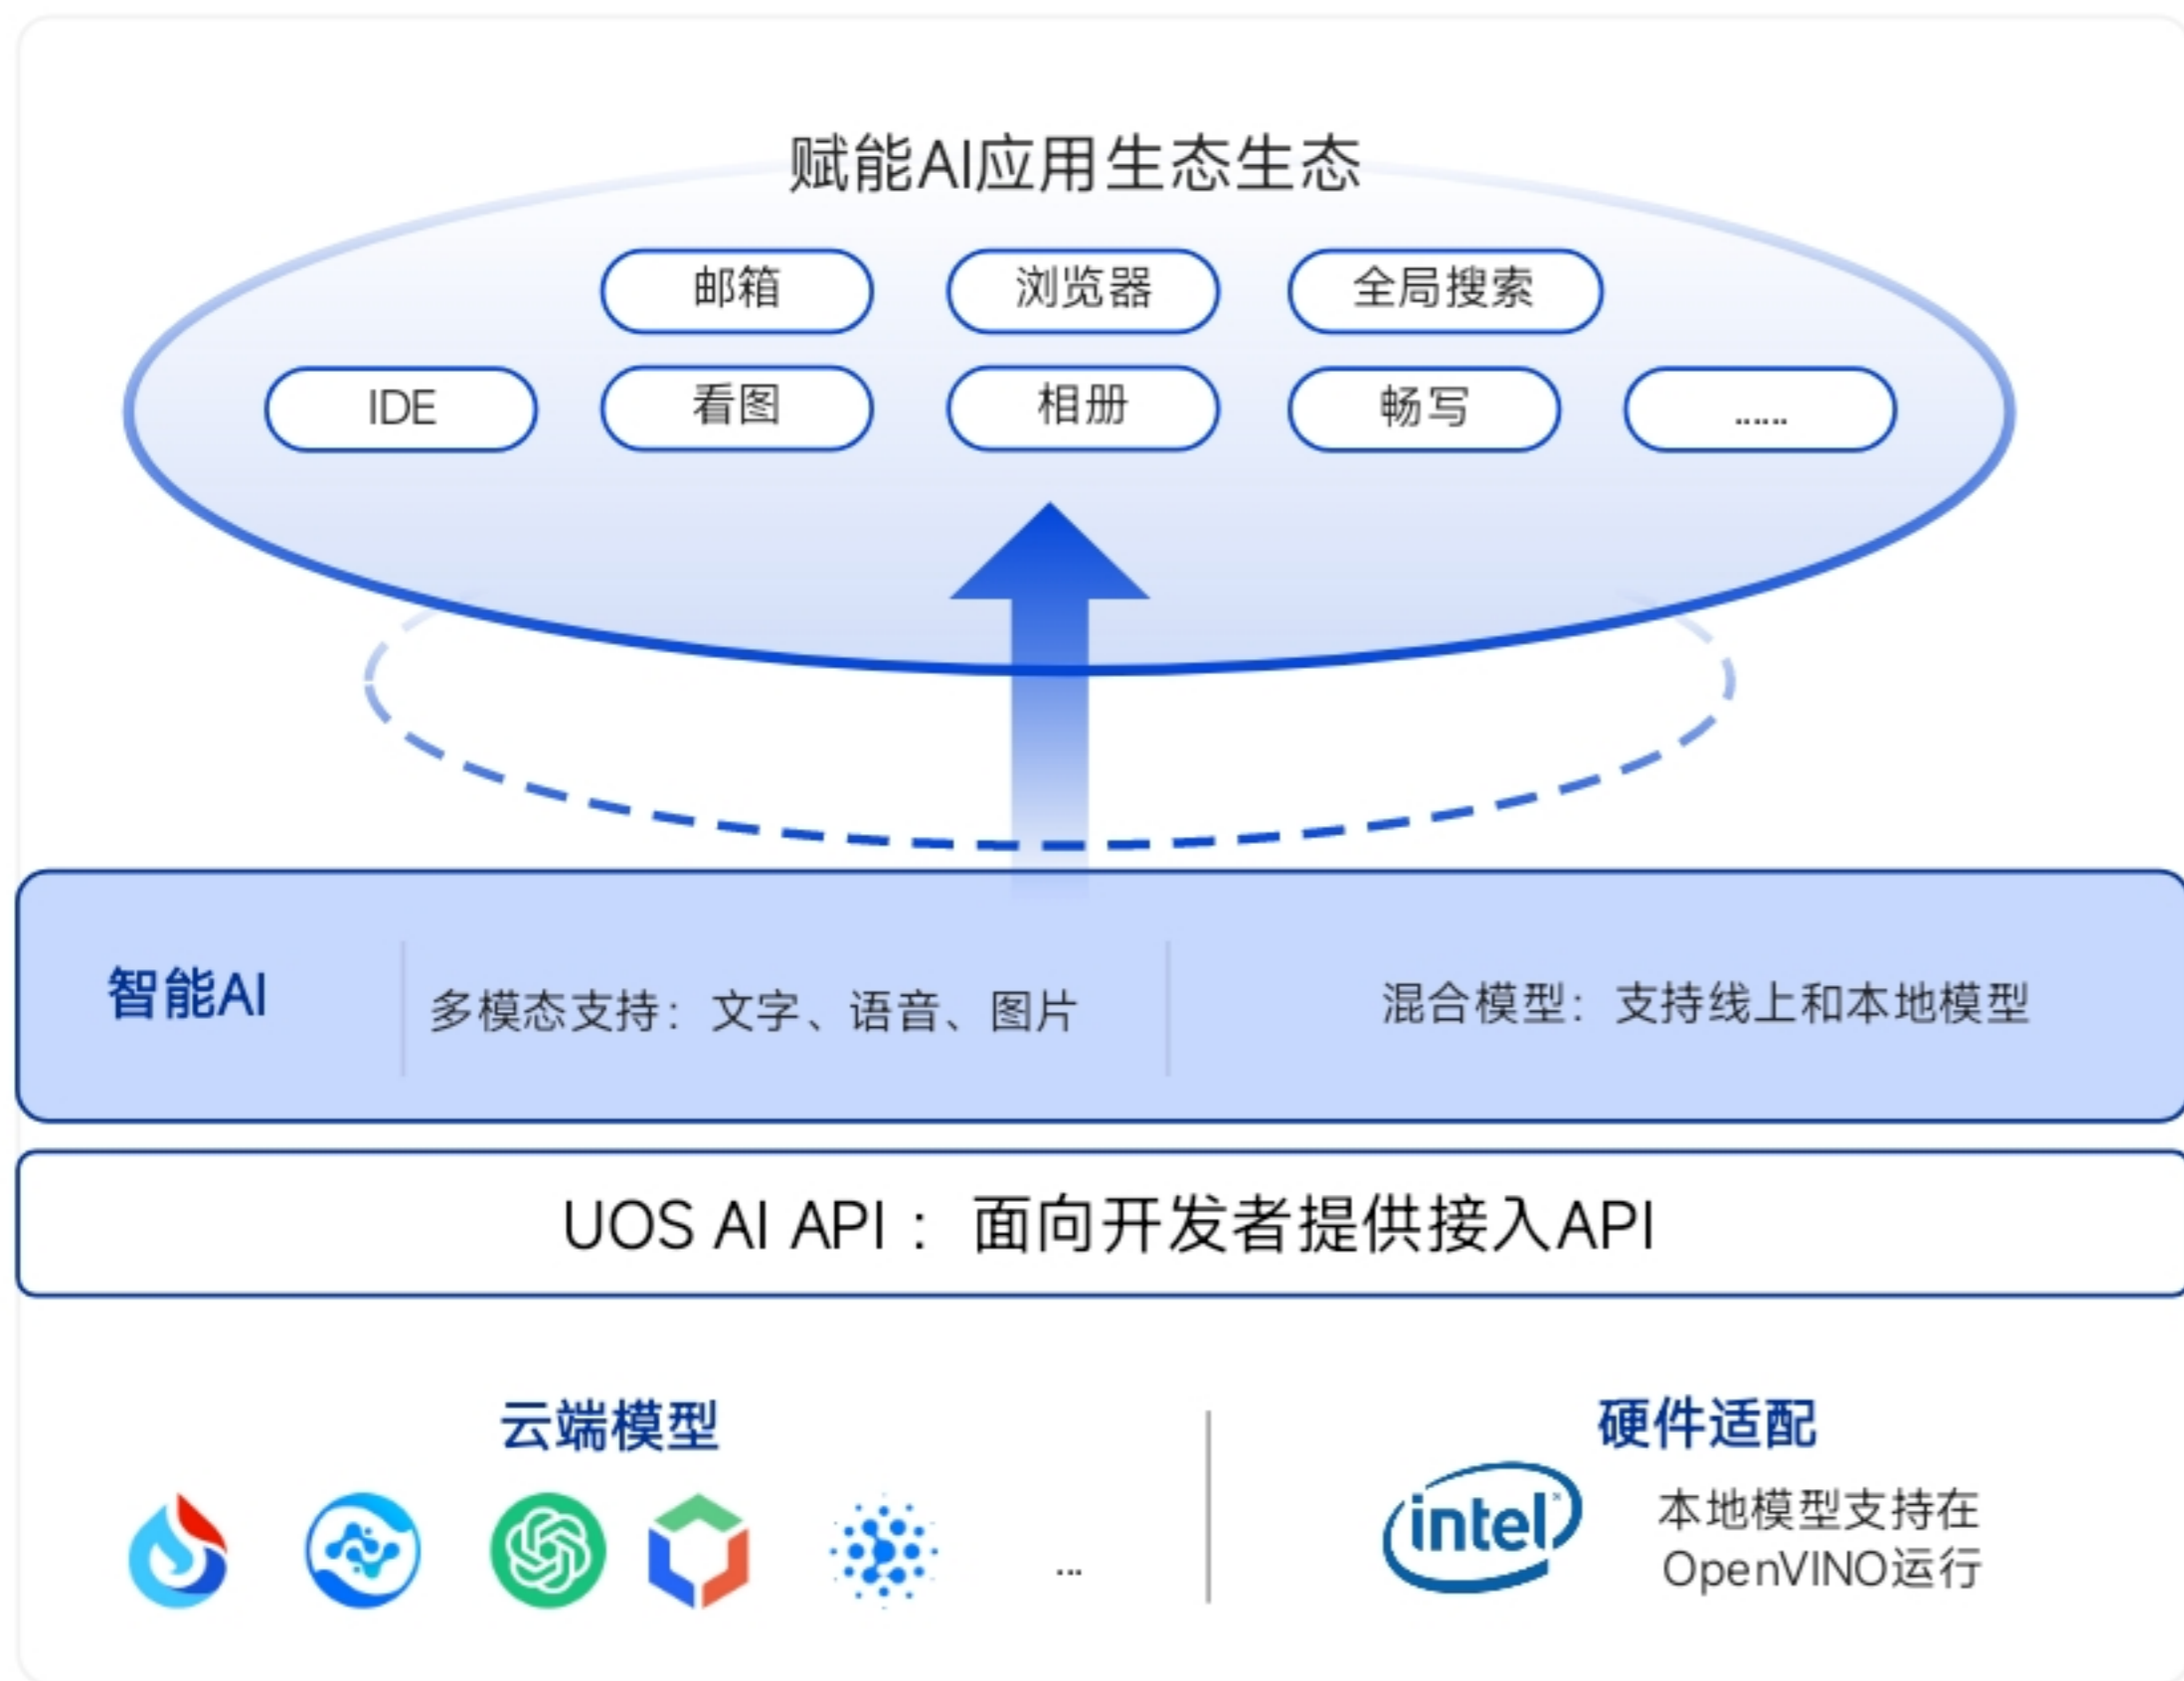 赋能AI应用生态生态
邮箱
浏览器
全局搜索
IDE
看图
相册
畅写
......
智能AI
多模态支持：文字、语音、图片
混合模型：支持线上和本地模型
UOS AI API： 面向开发者提供接入API
云端模型
...
硬件适配
intel
本地模型支持在
OpenVINO运行